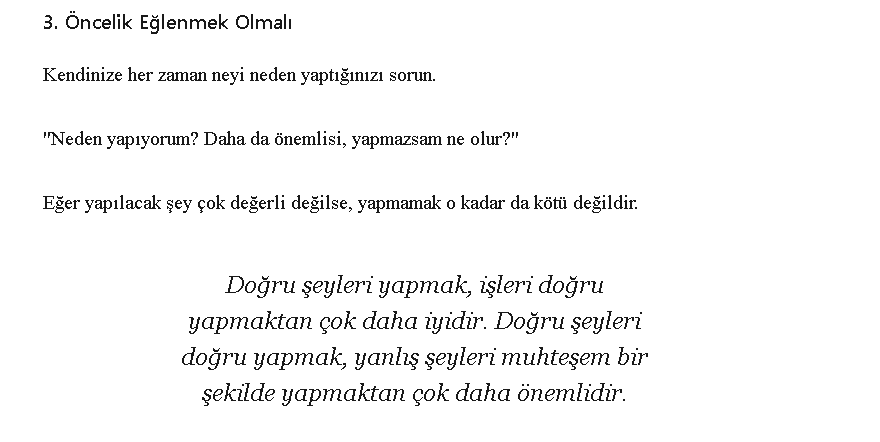 3. Öncelik Eğlenmek Olmalı
Kendinize her zaman neyi neden yaptığınızı sorun.
"Neden yapıyorum? Daha da önemlisi, yapmazsam ne olur?"
Eğer yapılacak şey çok değerli değilse, yapmamak o kadar da kötü değildir.
Doğru şeyleri yapmak, işleri doğru
yapmaktan çok daha iyidir. Doğru şeyleri
doğru yapmak, yanlış şeyleri muhteşem bir
şekilde yapmaktan çok daha önemlidir.